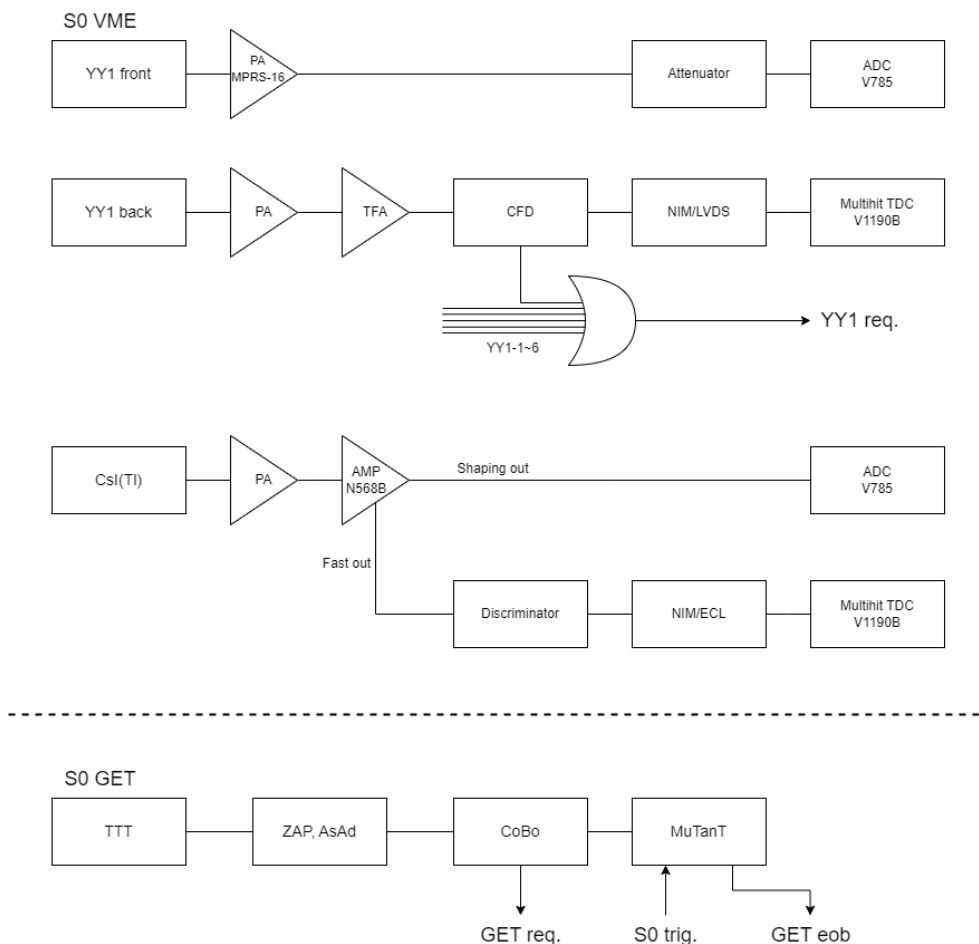 S0 VME
YY1 front
PA
MPRS-16
Attenuator
ADC
V785
YY1 back
PA
TFA
CFD
NIM/LVDS
Multihit TDC
V1190B
YY1-1~6
YY1 req.
CsI(Tl)
PA
AMP
N568B
Shaping out
ADC
V785
Fast out
Discriminator
NIM/ECL
Multihit TDC
V1190B
S0 GET
TTT
ZAP, AsAd
CoBo
MuTanT
GET req.
S0 trig.
GET eob